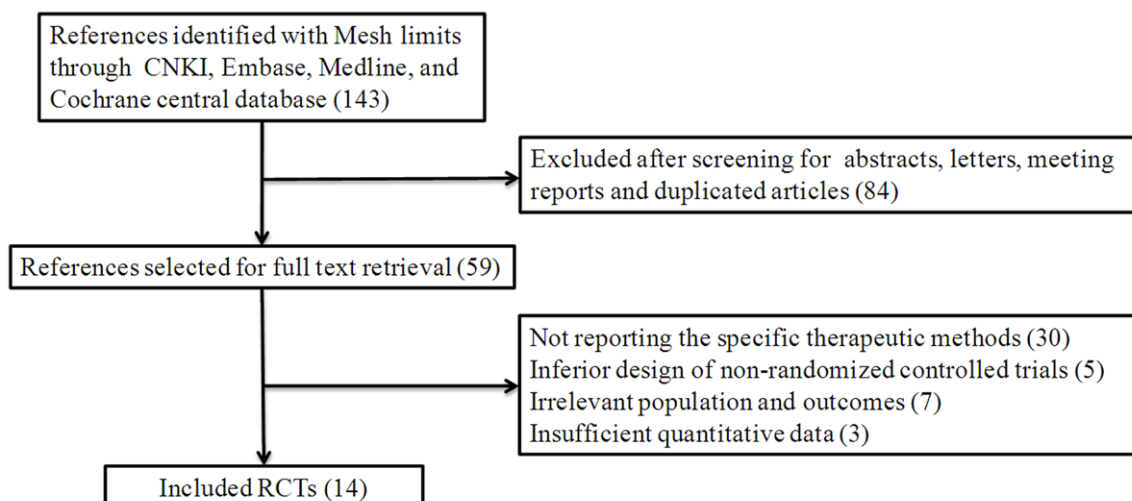 References identified with Mesh limits
through CNKI, Embase, Medline, and
Cochrane central database (143)
Excluded after screening for abstracts, letters, meeting
reports and duplicated articles (84)
References selected for full text retrieval (59)
Not reporting the specific therapeutic methods (30)
Inferior design of non-randomized controlled trials (5)
Irrelevant population and outcomes (7)
Insufficient quantitative data (3)
Included RCTs (14)